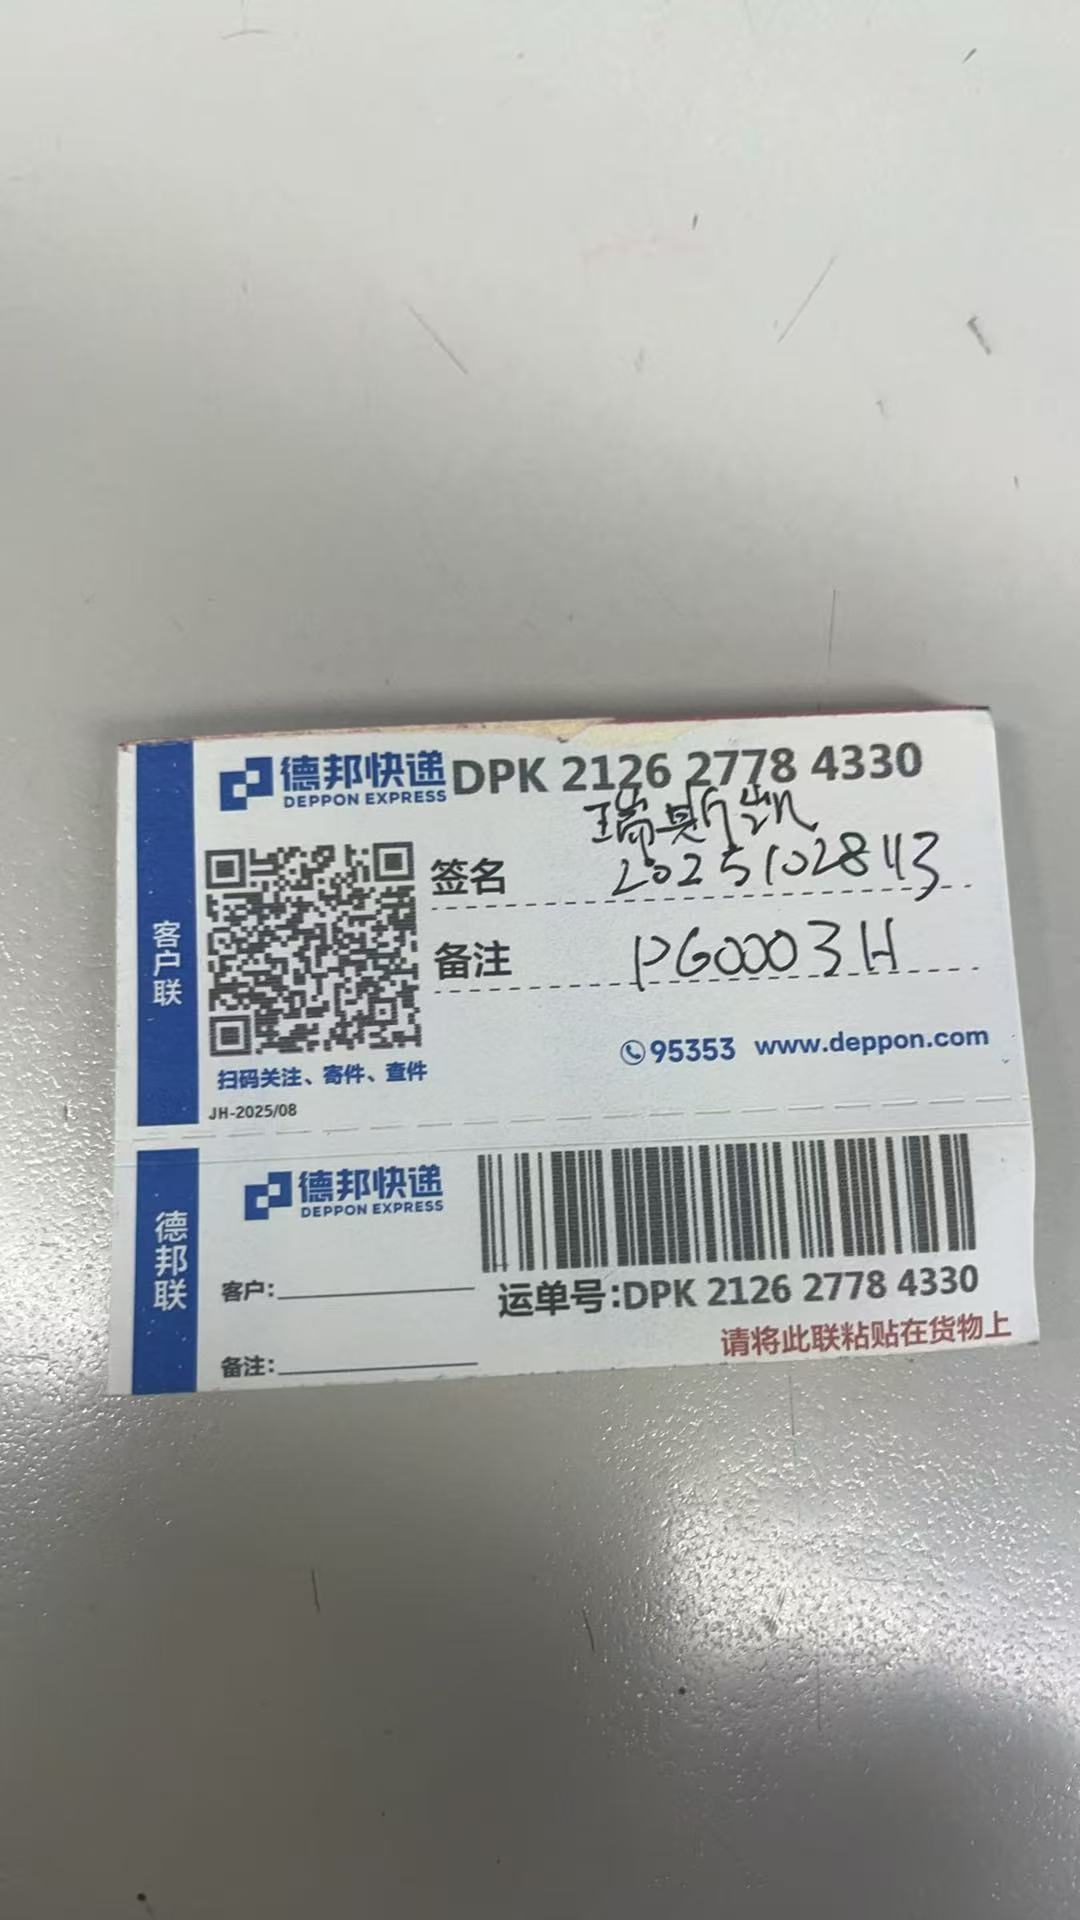 德邦快递 DPK 2126 2778 4330
DEPPON EXPRESS
瑞斯凯
签名 20251028113
备注 PG0003H
客户联
95353 www.deppon.com
扫码关注、寄件、查件
JH-2025/08
德邦联
德邦快递
DEPPON EXPRESS
客户:
运单号:DPK 2126 2778 4330
备注:
请将此联粘贴在货物上